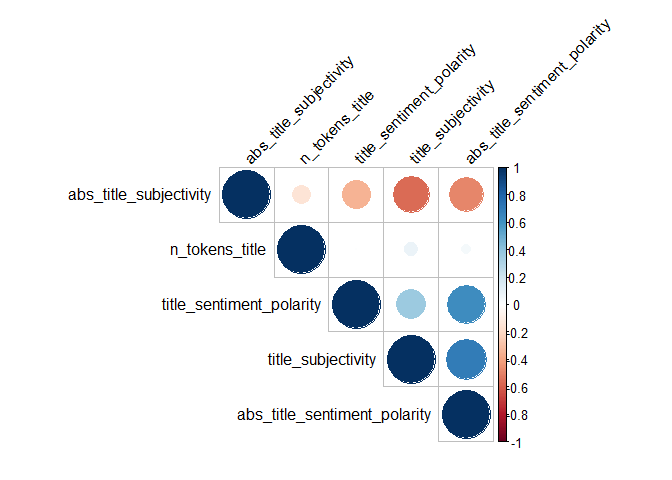 abs_title_subjectivity
n_tokens_title
title_sentiment_polarity
title_subjectivity
abs_title_sentiment_polarity
abs_title_subjectivity
n_tokens_title
title_sentiment_polarity
title_subjectivity
abs_title_sentiment_polarity
1
0.8
0.6
0.4
0.2
0
-0.2
-0.4
-0.6
-0.8
-1